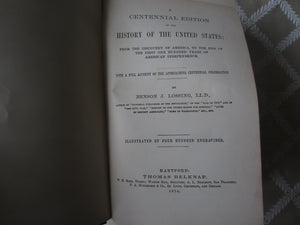 A
CENTENNIAL EDITION
OF THE
HISTORY OF THE UNITED STATES:
FROM THE DISCOVERY OF AMERICA, TO THE END OF
THE FIRST ONE HUNDRED YEARS OF
AMERICAN INDEPENDENCE.
WITH A FULL ACCOUNT OF THE APPROACHING CENTENNIAL CELEBRATION
BY
BENSON J. LOSSING, LL.D.,
ILLUSTRATED BY FOUR HUNDRED ENGRAVINGS.
HARTFORD:
THOMAS BELKNAP.